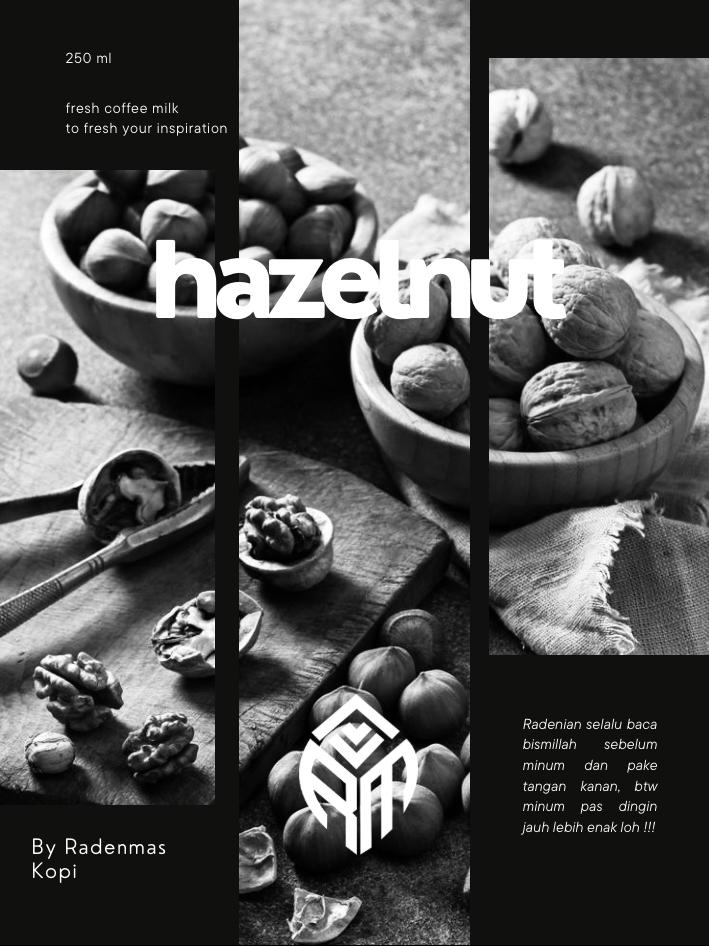 250 ml
fresh coffee milk
to fresh your inspiration
hazelnut
RM
By Radenmas
Kopi
Radenian selalu baca
bismillah sebelum
minum dan pake
tangan kanan, btw
minum pas dingin
jauh lebih enak loh !!!